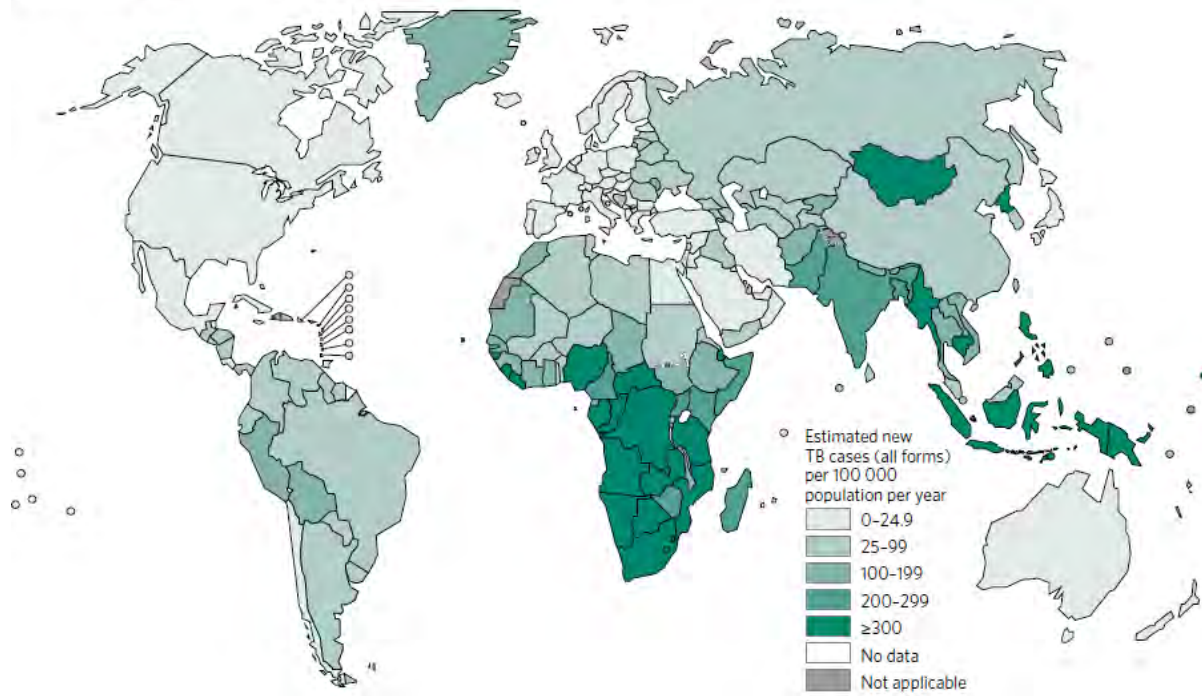 Estimated new
TB cases (all forms)
per 100 000
population per year
0–24.9
25–99
100–199
200–299
≥300
No data
Not applicable